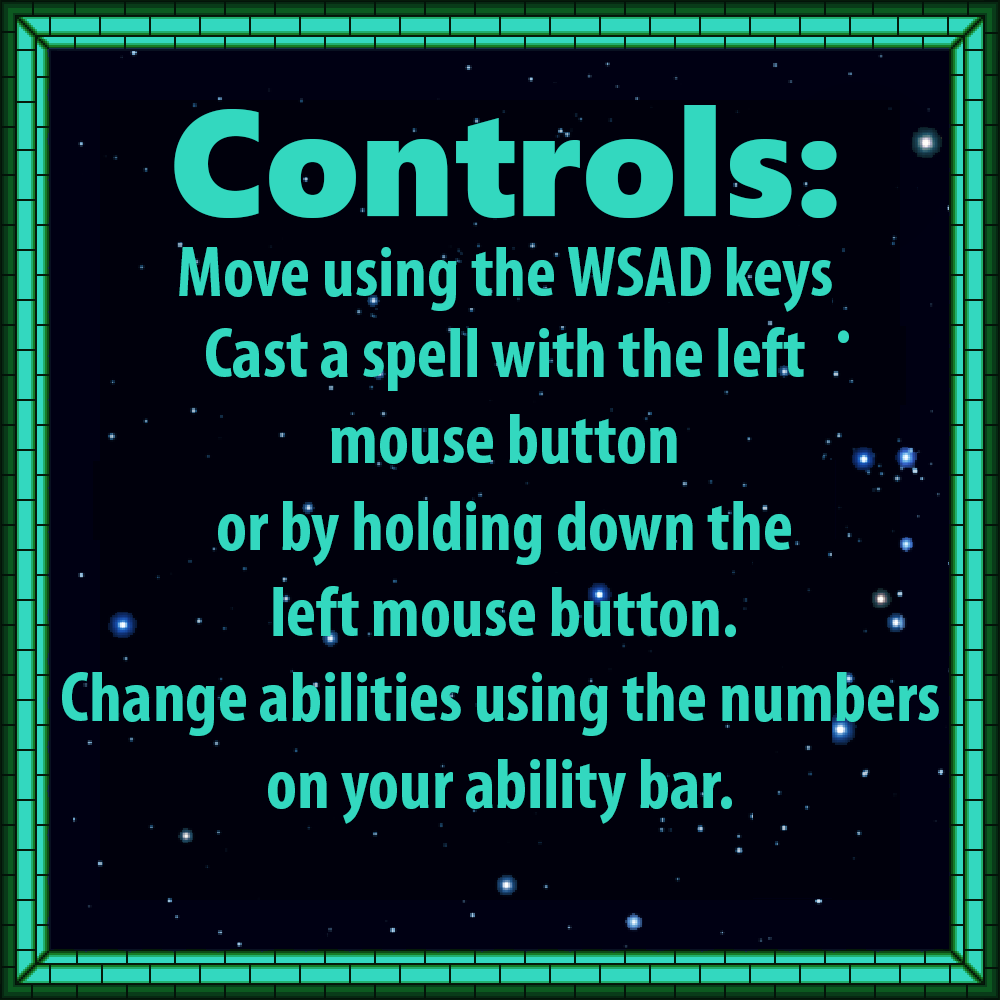 Controls:
Move using the WSAD keys
Cast a spell with the left
mouse button
or by holding down the
left mouse button.
Change abilities using the numbers
on your ability bar.